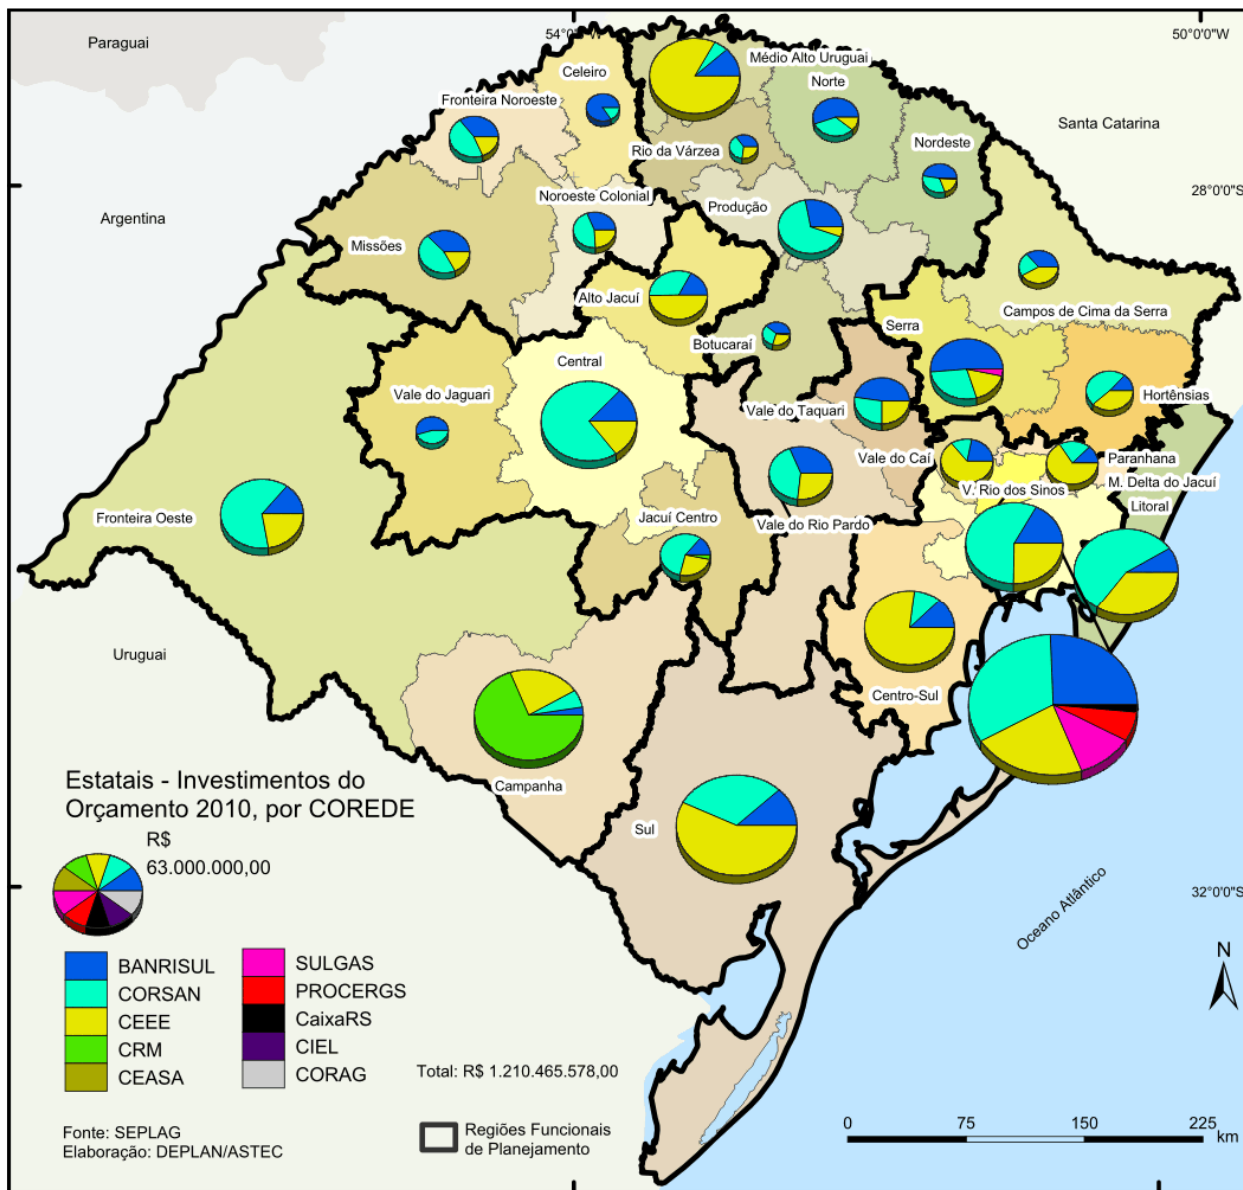 54°0'0"W
50°0'0"W
Paraguai
Médio Alto Uruguai
Celeiro
Norte
Fronteira Noroeste
Santa Catarina
Nordeste
Rio da Várzea
28°0'0"S
Noroeste Colonial
Produção
Argentina
Missões
Alto Jacuí
Campos de Cima da Serra
Serra
Botucaraí
Central
Vale do Jaguari
Hortênsias
Vale do Taquari
Vale do Caí
Paranhana
M. Delta do Jacuí
V. Rio dos Sinos
Litoral
Fronteira Oeste
Jacuí Centro
Vale do Rio Pardo
Uruguai
Centro-Sul
Campanha
Sul
Estatais - Investimentos do
Orçamento 2010, por COREDE
R$
63.000.000,00
32°0'0"S
Oceano Atlântico
N
BANRISUL
CORSAN
CEEE
CRM
CEASA
SULGAS
PROCERGS
CaixaRS
CIEL
CORAG
Total: R$ 1.210.465.578,00
Fonte: SEPLAG
Elaboração: DEPLAN/ASTEC
Regiões Funcionais
de Planejamento
0 75 150 225
km